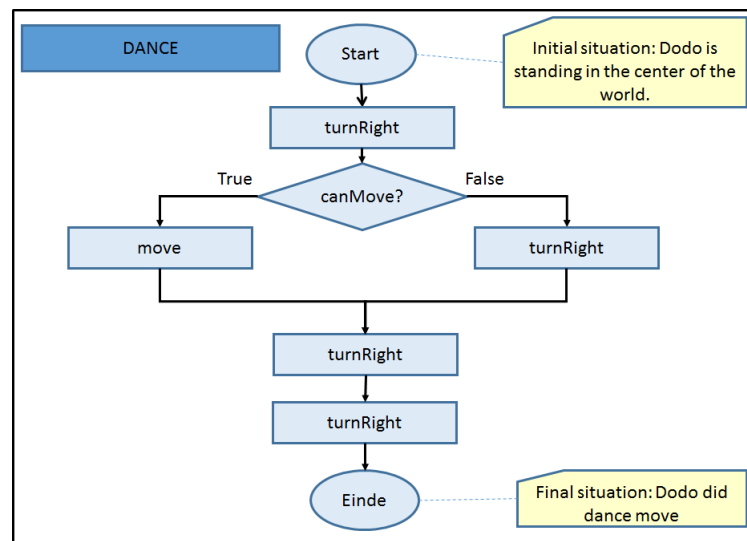 DANCE
Start
Initial situation: Dodo is
standing in the center of the
world.
turnRight
True
False
canMove?
move
turnRight
turnRight
turnRight
Einde
Final situation: Dodo did
dance move